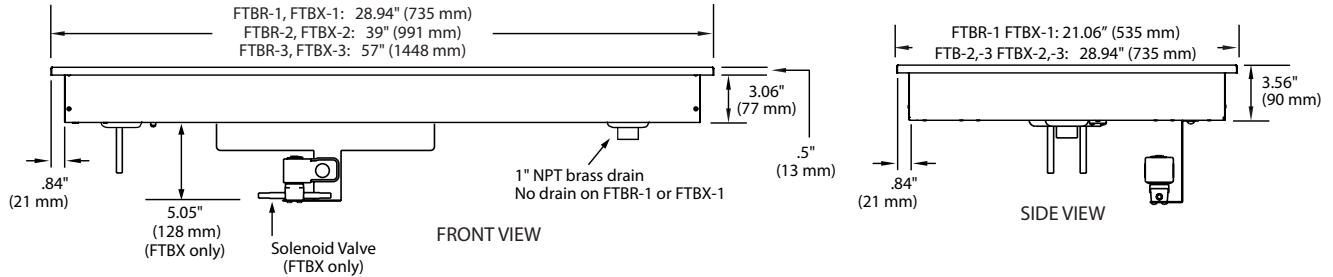 FTBR-1, FTBX-1: 28.94" (735 mm)
FTBR-2, FTBX-2: 39" (991 mm)
FTBR-3, FTBX-3: 57" (1448 mm)
3.06"
(77 mm)
.5"
(13 mm)
.84"
(21 mm)
5.05"
(128 mm)
(FTBX only)
Solenoid Valve
(FTBX only)
1" NPT brass drain
No drain on FTBR-1 or FTBX-1
FRONT VIEW
FTBR-1 FTBX-1: 21.06" (535 mm)
FTB-2,-3 FTBX-2,-3: 28.94" (735 mm)
3.56"
(90 mm)
.84"
(21 mm)
SIDE VIEW